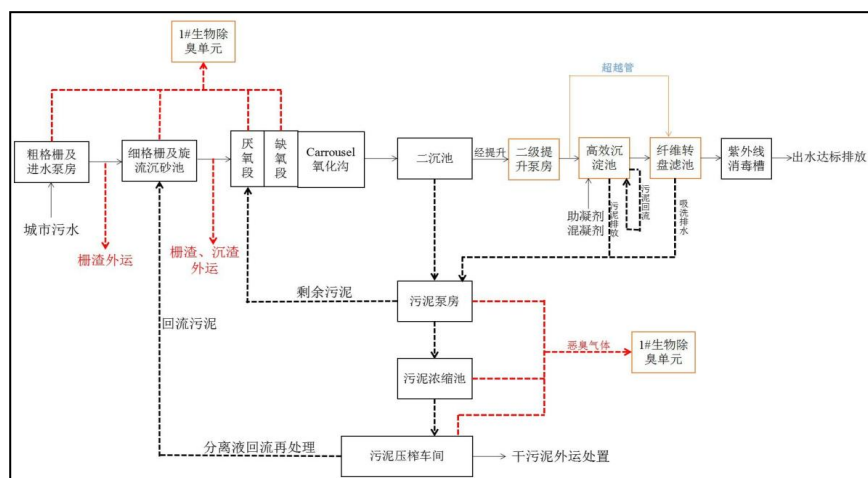 1#生物除
臭单元
超越管
粗格栅及
进水泵房
细格栅及旋
流沉砂池
厌
氧
段
缺
氧
段
Carrousel
氧化沟
二沉池
经提升
二级提
升泵房
高效沉
淀池
纤维转
盘滤池
紫外线
消毒槽
出水达标排放
城市污水
栅渣外运
栅渣、沉渣
外运
助凝剂
混凝剂
污泥排放
污泥回流
吸洗排水
剩余污泥
污泥泵房
回流污泥
恶臭气体
1#生物除
臭单元
污泥浓缩池
分离液回流再处理
污泥压榨车间
干污泥外运处置